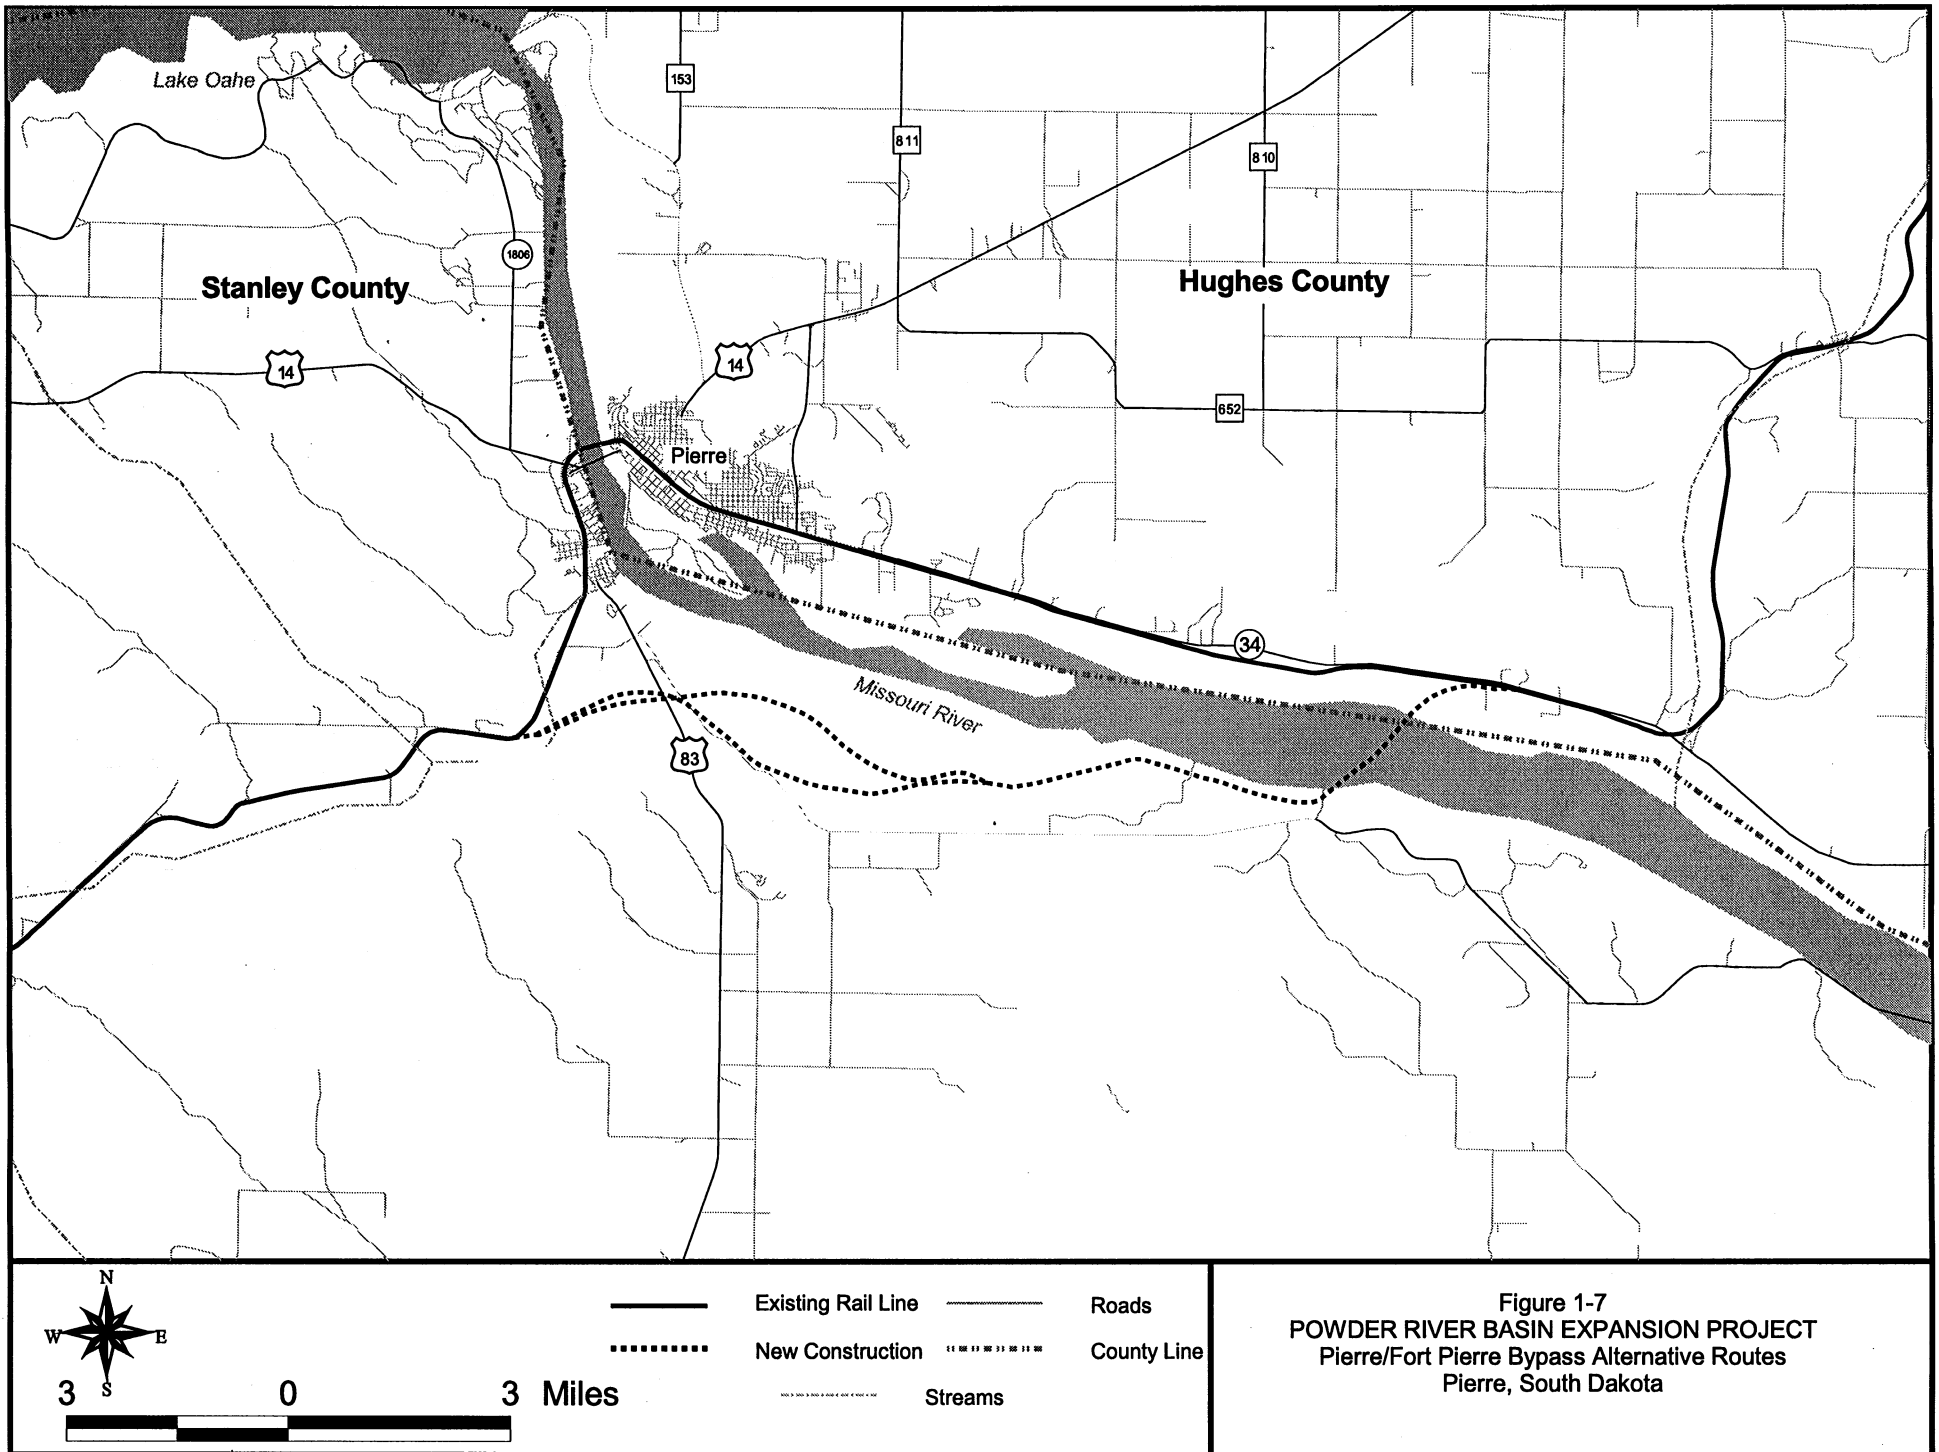 Lake Oahe
153
811
810
1806
Stanley County
Hughes County
14
14
652
Pierre
34
Missouri River
83
N
W E
S
3 0 3 Miles
Existing Rail Line
Roads
New Construction
County Line
Streams
Figure 1-7
POWDER RIVER BASIN EXPANSION PROJECT
Pierre/Fort Pierre Bypass Alternative Routes
Pierre, South Dakota